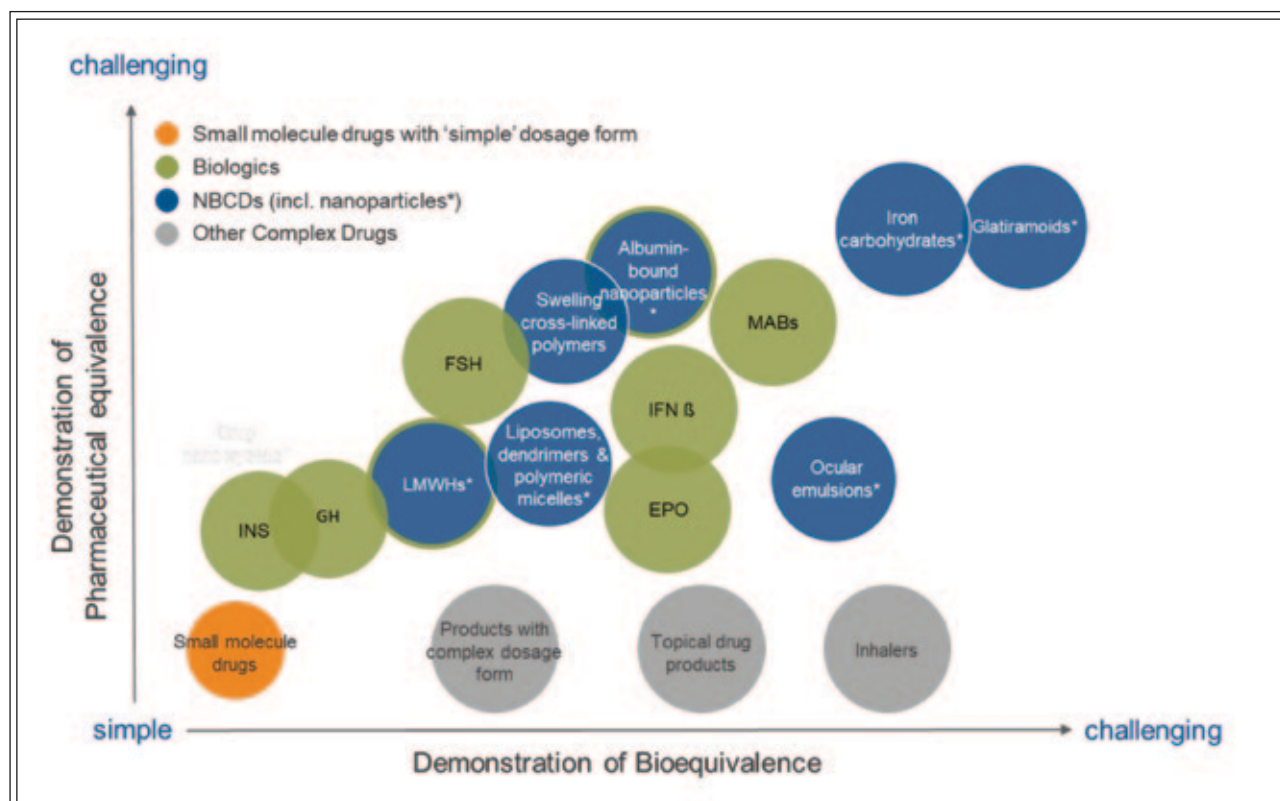 challenging
Small molecule drugs with 'simple' dosage form
Biologics
NBCDs (incl. nanoparticles*)
Other Complex Drugs
Demonstration of
Pharmaceutical equivalence
Iron
carbohydrates*
Glatiramoids*
Albumin-
bound
nanoparticles
*
Swelling
cross-linked
polymers
MABs
FSH
IFN ß
Liposomes,
dendrimers &
polymeric
micelles*
LMWHs*
Ocular
emulsions*
INS
GH
EPO
Small molecule
drugs
Products with
complex dosage
form
Topical drug
products
Inhalers
simple
challenging
Demonstration of Bioequivalence